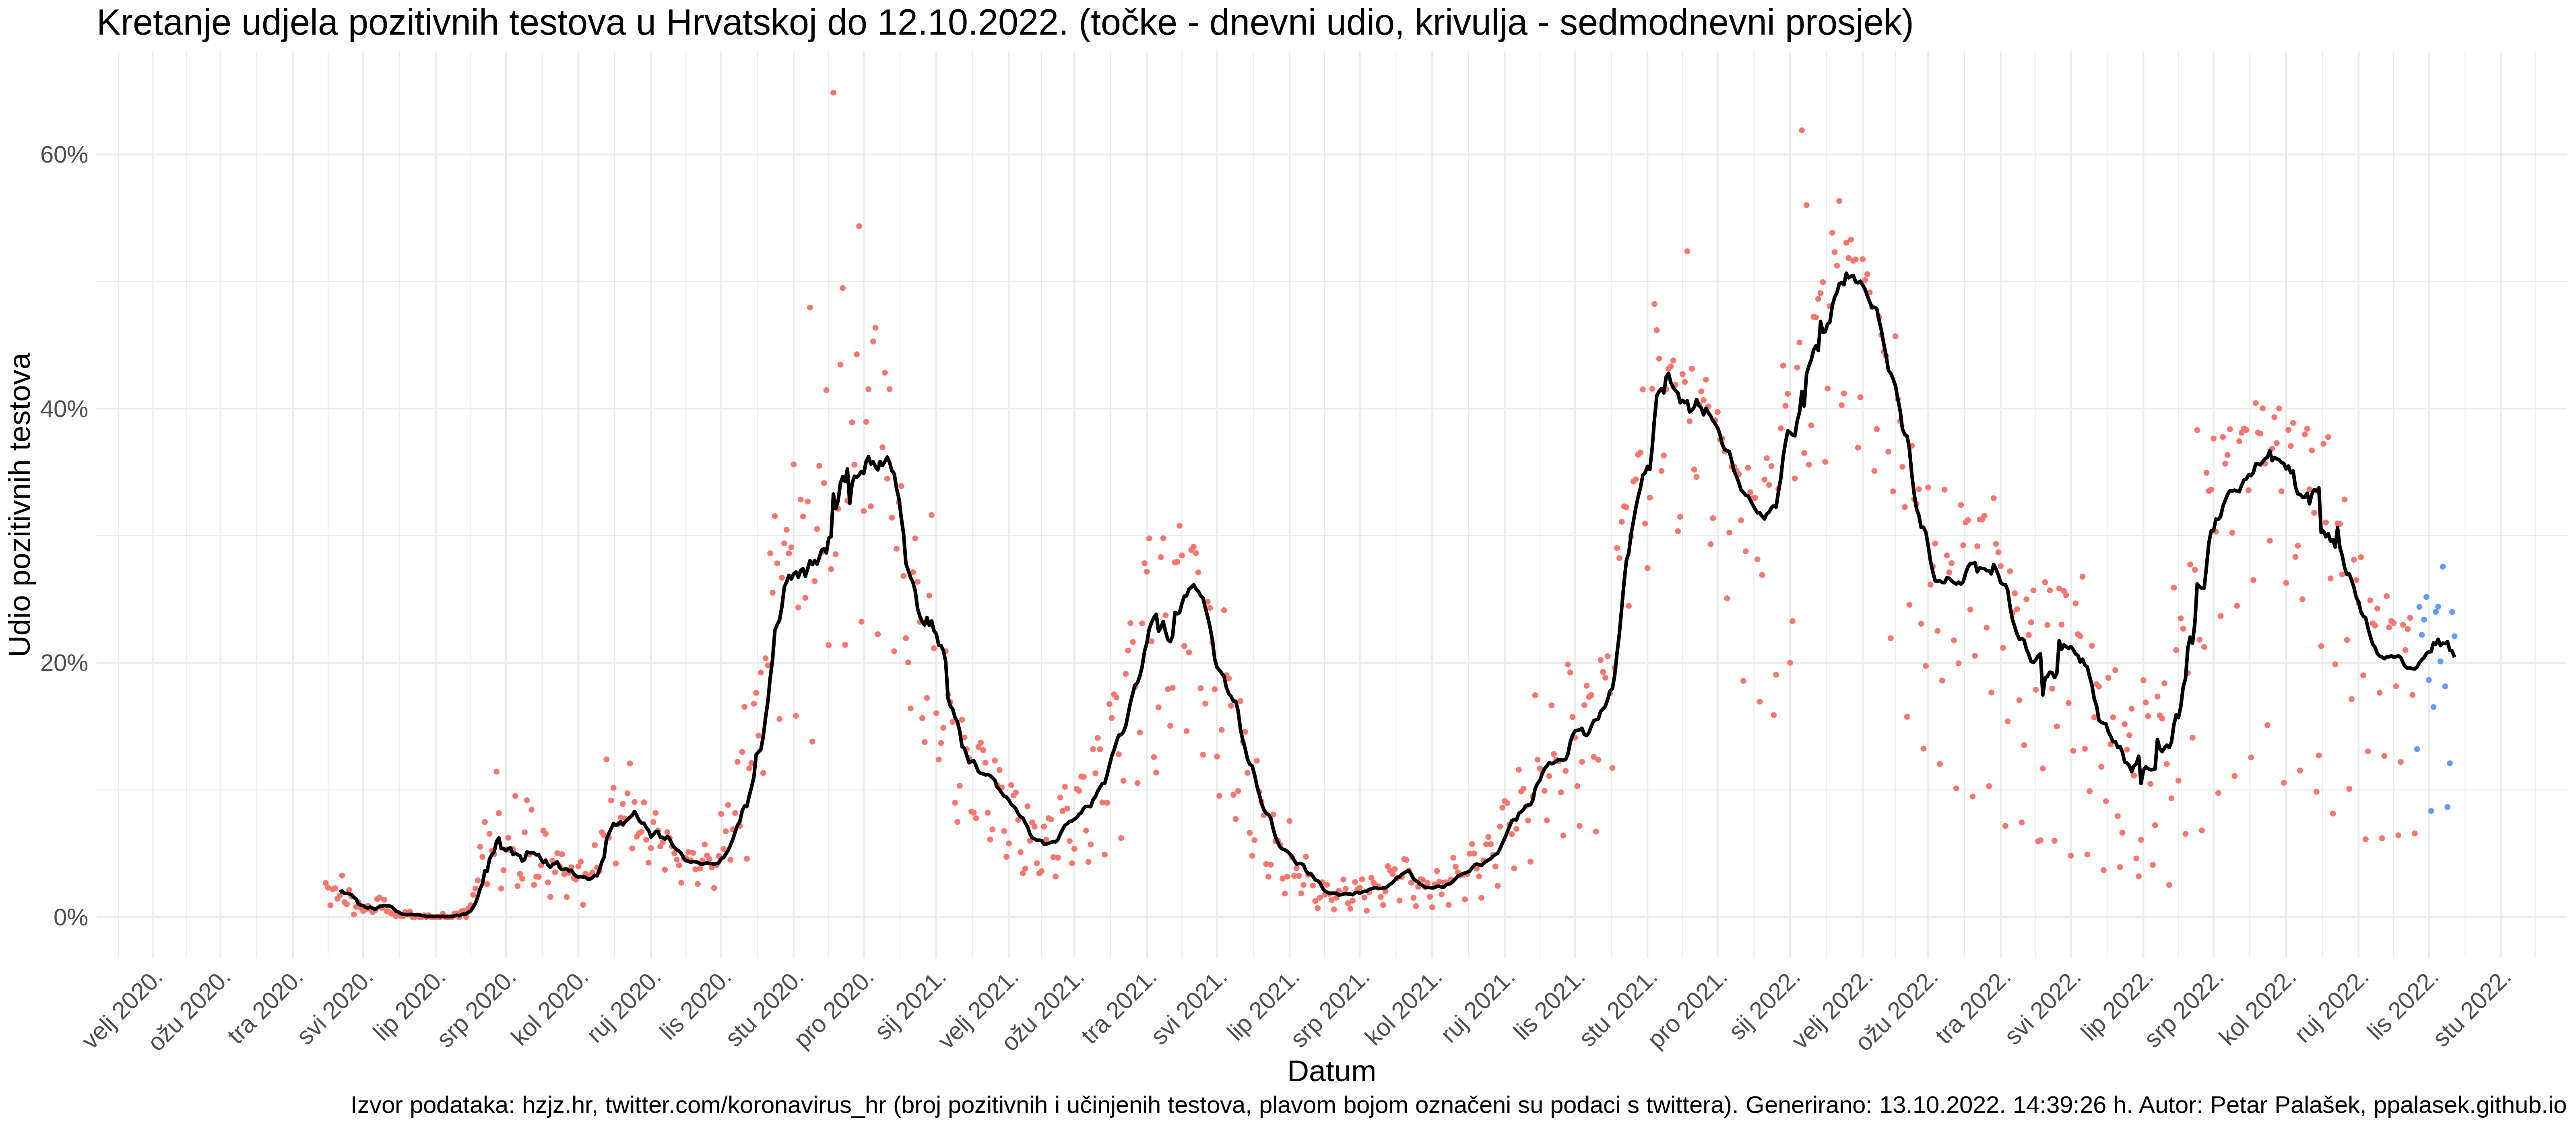 Kretanje udjela pozitivnih testova u Hrvatskoj do 12.10.2022. (točke - dnevni udio, krivulja - sedmodnevni prosjek)
Udio pozitivnih testova
60%
40%
20%
0%
velj 2020.
ožu 2020.
tra 2020.
svi 2020.
lip 2020.
srp 2020.
kol 2020.
ruj 2020.
lis 2020.
stu 2020.
pro 2020.
sij 2021.
velj 2021.
ožu 2021.
tra 2021.
svi 2021.
lip 2021.
srp 2021.
kol 2021.
ruj 2021.
lis 2021.
stu 2021.
pro 2021.
sij 2022.
velj 2022.
ožu 2022.
tra 2022.
svi 2022.
lip 2022.
srp 2022.
kol 2022.
ruj 2022.
lis 2022.
stu 2022.
Datum
Izvor podataka: hzjz.hr, twitter.com/koronavirus_hr (broj pozitivnih i učinjenih testova, plavom bojom označeni su podaci s twittera). Generirano: 13.10.2022. 14:39:26 h. Autor: Petar Palašek, ppalasek.github.io